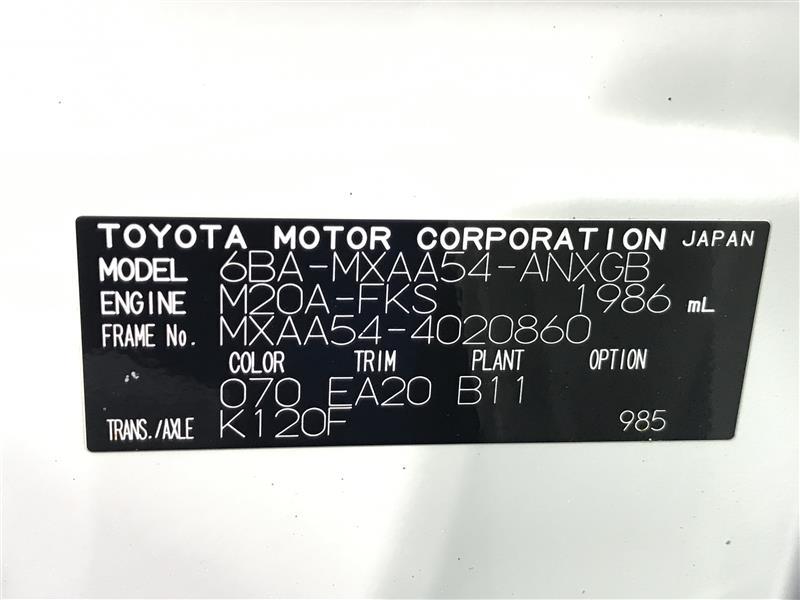 TOYOTA MOTOR CORPORATION JAPAN
MODEL 6BA-MXAA54-ANXGB
ENGINE M20A-FKS 1986 mL
FRAME No. MXAA54-4020860
COLOR TRIM PLANT OPTION
070 EA20 B11
TRANS./AXLE K120F 985